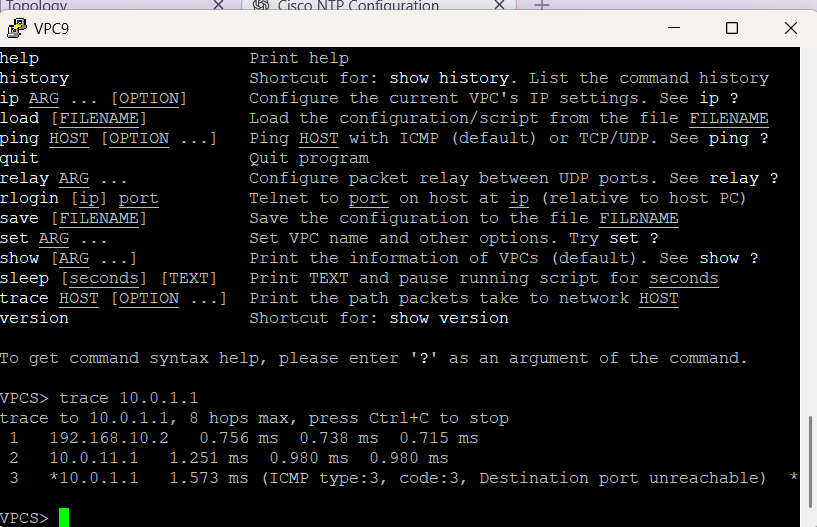 Topology
Cisco NTP Configuration
VPC9
help Print help
history Shortcut for: show history. List the command history
ip ARG ... [OPTION] Configure the current VPC's IP settings. See ip ?
load [FILENAME] Load the configuration/script from the file FILENAME
ping HOST [OPTION ...] Ping HOST with ICMP (default) or TCP/UDP. See ping ?
quit Quit program
relay ARG ... Configure packet relay between UDP ports. See relay ?
rlogin [ip] port Telnet to port on host at ip (relative to host PC)
save [FILENAME] Save the configuration to the file FILENAME
set ARG ... Set VPC name and other options. Try set ?
show [ARG ...] Print the information of VPCs (default). See show ?
sleep [seconds] [TEXT] Print TEXT and pause running script for seconds
trace HOST [OPTION ...] Print the path packets take to network HOST
version Shortcut for: show version
To get command syntax help, please enter '?' as an argument of the command.
VPCS> trace 10.0.1.1
trace to 10.0.1.1, 8 hops max, press Ctrl+C to stop
1 192.168.10.2 0.756 ms 0.738 ms 0.715 ms
2 10.0.11.1 1.251 ms 0.980 ms 0.980 ms
3 *10.0.1.1 1.573 ms (ICMP type:3, code:3, Destination port unreachable) *
VPCS>